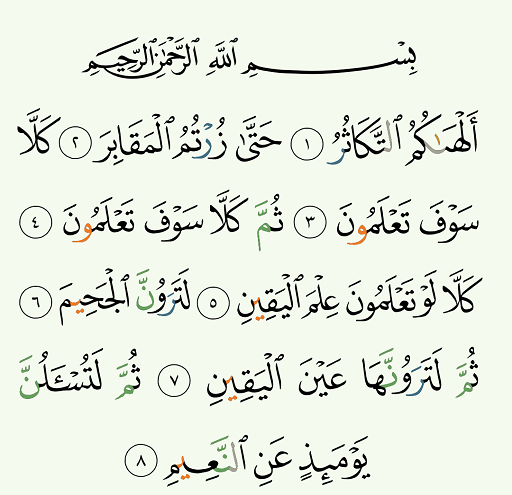 بِسْمِ ٱللَّهِ ٱلرَّحْمَٰنِ ٱلرَّحِيمِ
أَلْهَىٰكُمُ ٱلتَّكَاثُرُ ١ حَتَّىٰ زُرْتُمُ ٱلْمَقَابِرَ ٢ كَلَّا
سَوْفَ تَعْلَمُونَ ٣ ثُمَّ كَلَّا سَوْفَ تَعْلَمُونَ ٤
كَلَّا لَوْ تَعْلَمُونَ عِلْمَ ٱلْيَقِينِ ٥ لَتَرَوُنَّ ٱلْجَحِيمَ ٦
ثُمَّ لَتَرَوُنَّهَا عَيْنَ ٱلْيَقِينِ ٧ ثُمَّ لَتُسْـَٔلُنَّ
يَوْمَئِذٍ عَنِ ٱلنَّعِيمِ ٨